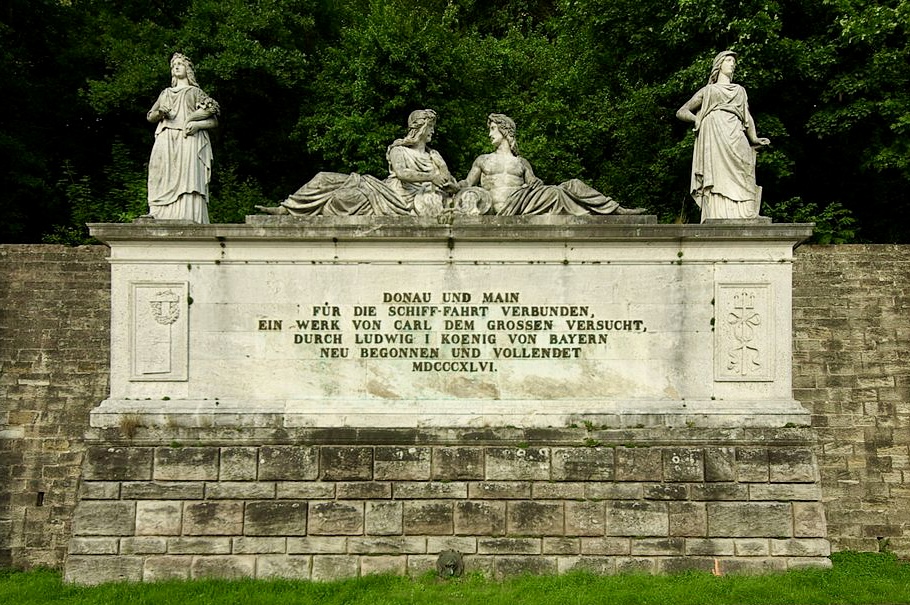 DONAU UND MAIN
FÜR DIE SCHIFF-FAHRT VERBUNDEN,
EIN WERK VON CARL DEM GROSSEN VERSUCHT,
DURCH LUDWIG I KOENIG VON BAYERN
NEU BEGONNEN UND VOLLENDET
MDCCCXLVI.